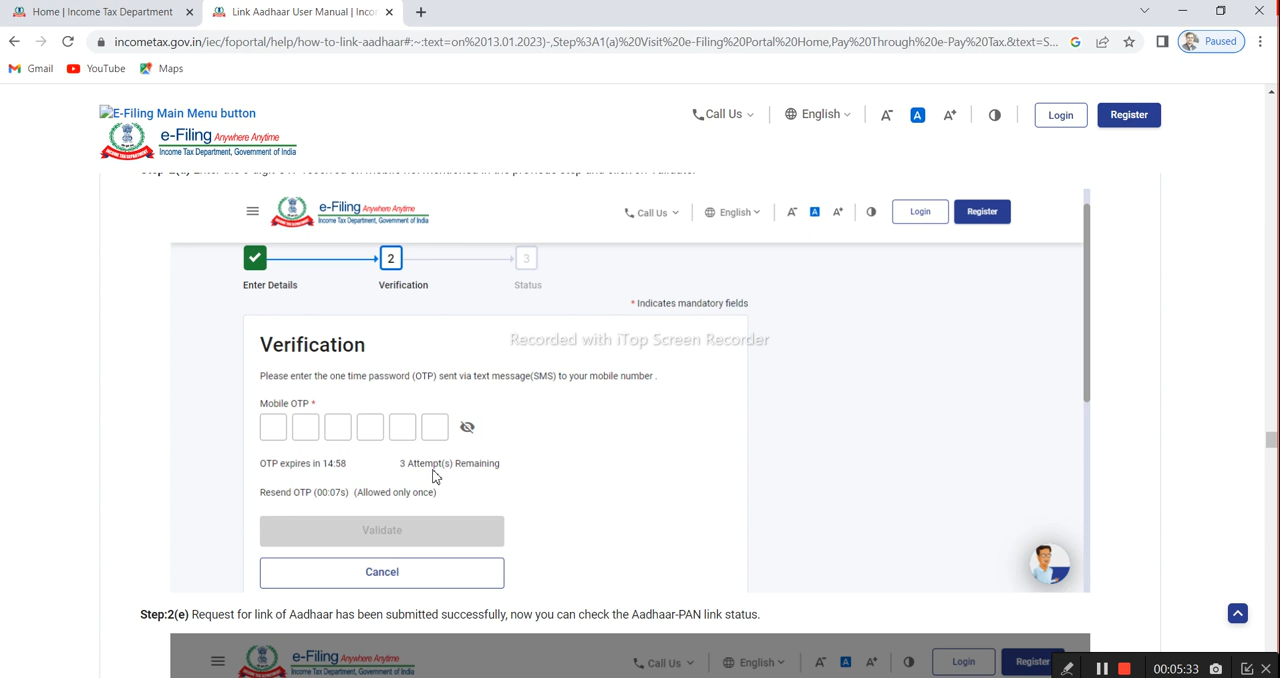 Home | Income Tax Department
Link Aadhaar User Manual | Inco
incometax.gov.in/iec/foportal/help/how-to-link-aadhaar#:~:text=on%2013.01.2023)-,Step%3A1(a)%20Visit%20e-Filing%20Portal%20Home,Pay%20Through%20e-Pay%20Tax.&text=S...
Paused
Gmail YouTube Maps
E-Filing Main Menu button
e-Filing Anywhere Anytime
Income Tax Department, Government of India
Call Us English A- A A+ Login Register
e-Filing Anywhere Anytime
Income Tax Department, Government of India
Call Us English A- A A+ Login Register
2 3
Enter Details Verification Status
* Indicates mandatory fields
Recorded with iTop Screen Recorder
Verification
Please enter the one time password (OTP) sent via text message(SMS) to your mobile number .
Mobile OTP *
OTP expires in 14:58 3 Attempt(s) Remaining
Resend OTP (00:07s) (Allowed only once)
Validate
Cancel
Step:2(e) Request for link of Aadhaar has been submitted successfully, now you can check the Aadhaar-PAN link status.
e-Filing Anywhere Anytime
Income Tax Department, Government of India
Call Us English A- A A+ Login Register
00:05:33